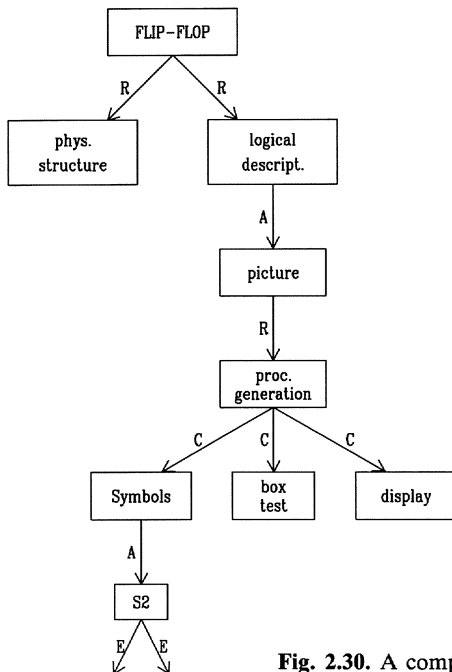 FLIP-FLOP
R R
phys.
structure
logical
descript.
A
picture
R
proc.
generation
C C C
Symbols
box
test
display
A
S2
E E
Fig. 2.30. A comp